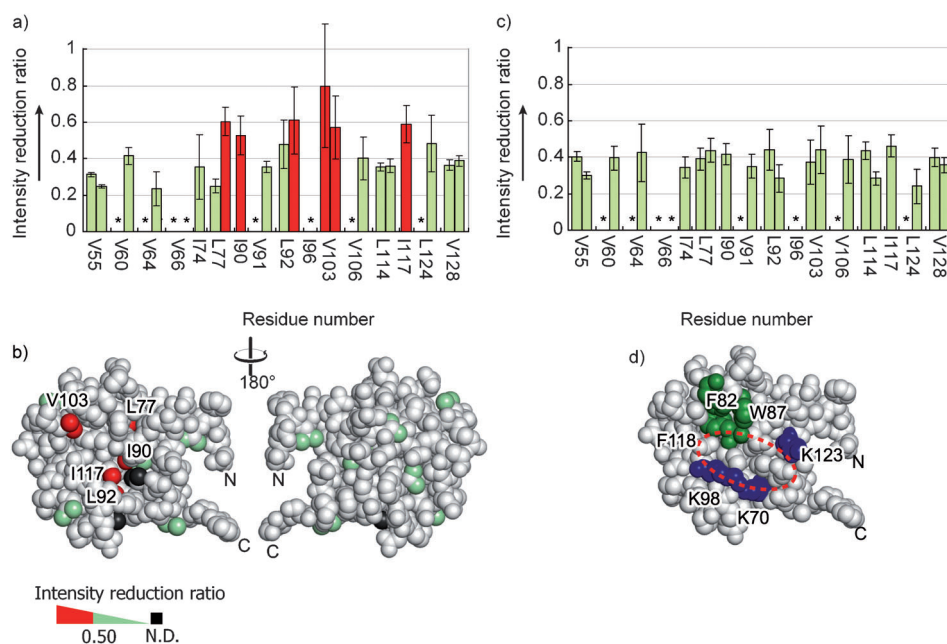 a)
Intensity reduction ratio
1
0.8
0.6
0.4
0.2
0
* * * * * * * *
V55
V60
V64
V66
I74
L77
I90
V91
L92
I96
V103
V106
L114
I117
L124
V128
Residue number
c)
Intensity reduction ratio
1
0.8
0.6
0.4
0.2
0
* * * * * * * *
V55
V60
V64
V66
I74
L77
I90
V91
L92
I96
V103
V106
L114
I117
L124
V128
Residue number
b)
180°
V103
L77
I90
I117
L92
N
C
N
C
Intensity reduction ratio
0.50 N.D.
d)
F82
W87
F118
K123
K98
K70
N
C